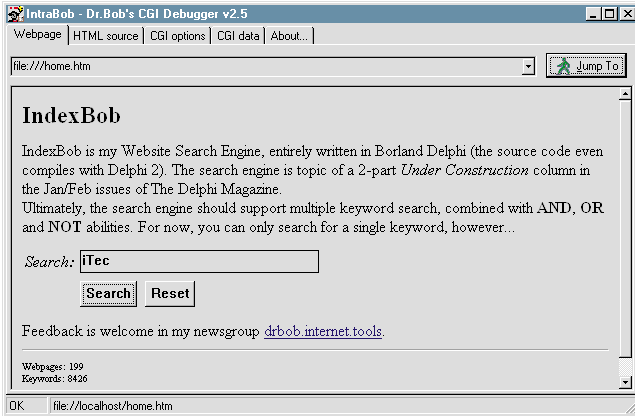 IntraBob - Dr.Bob's CGI Debugger v2.5
Webpage HTML source CGI options CGI data About...
file:///home.htm Jump To
IndexBob
IndexBob is my Website Search Engine, entirely written in Borland Delphi (the source code even
compiles with Delphi 2). The search engine is topic of a 2-part Under Construction column in
the Jan/Feb issues of The Delphi Magazine.
Ultimately, the search engine should support multiple keyword search, combined with AND, OR
and NOT abilities. For now, you can only search for a single keyword, however...
Search: iTec
Search Reset
Feedback is welcome in my newsgroup drbob.internet.tools.
Webpages: 199
Keywords: 8426
OK file://localhost/home.htm